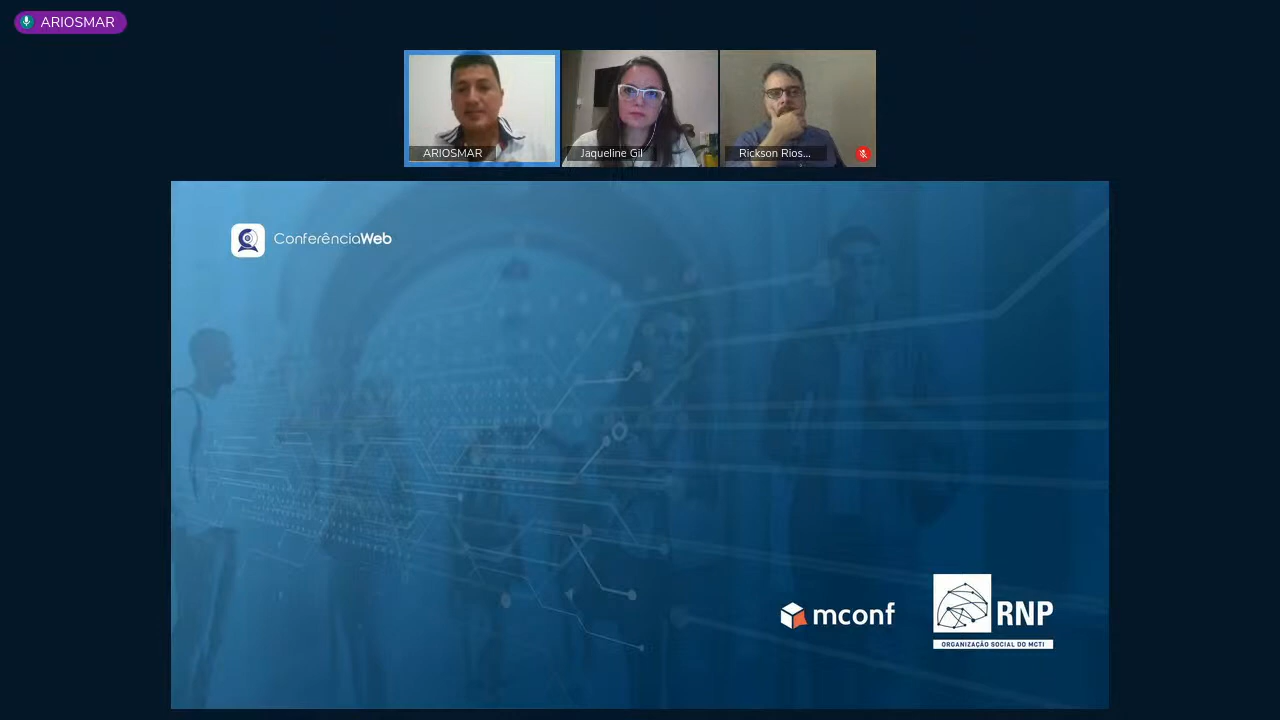 ARIOSMAR
ARIOSMAR
Jaqueline Gil
Rickson Rios...
ConferênciaWeb
mconf
RNP
ORGANIZAÇÃO SOCIAL DO MCTI